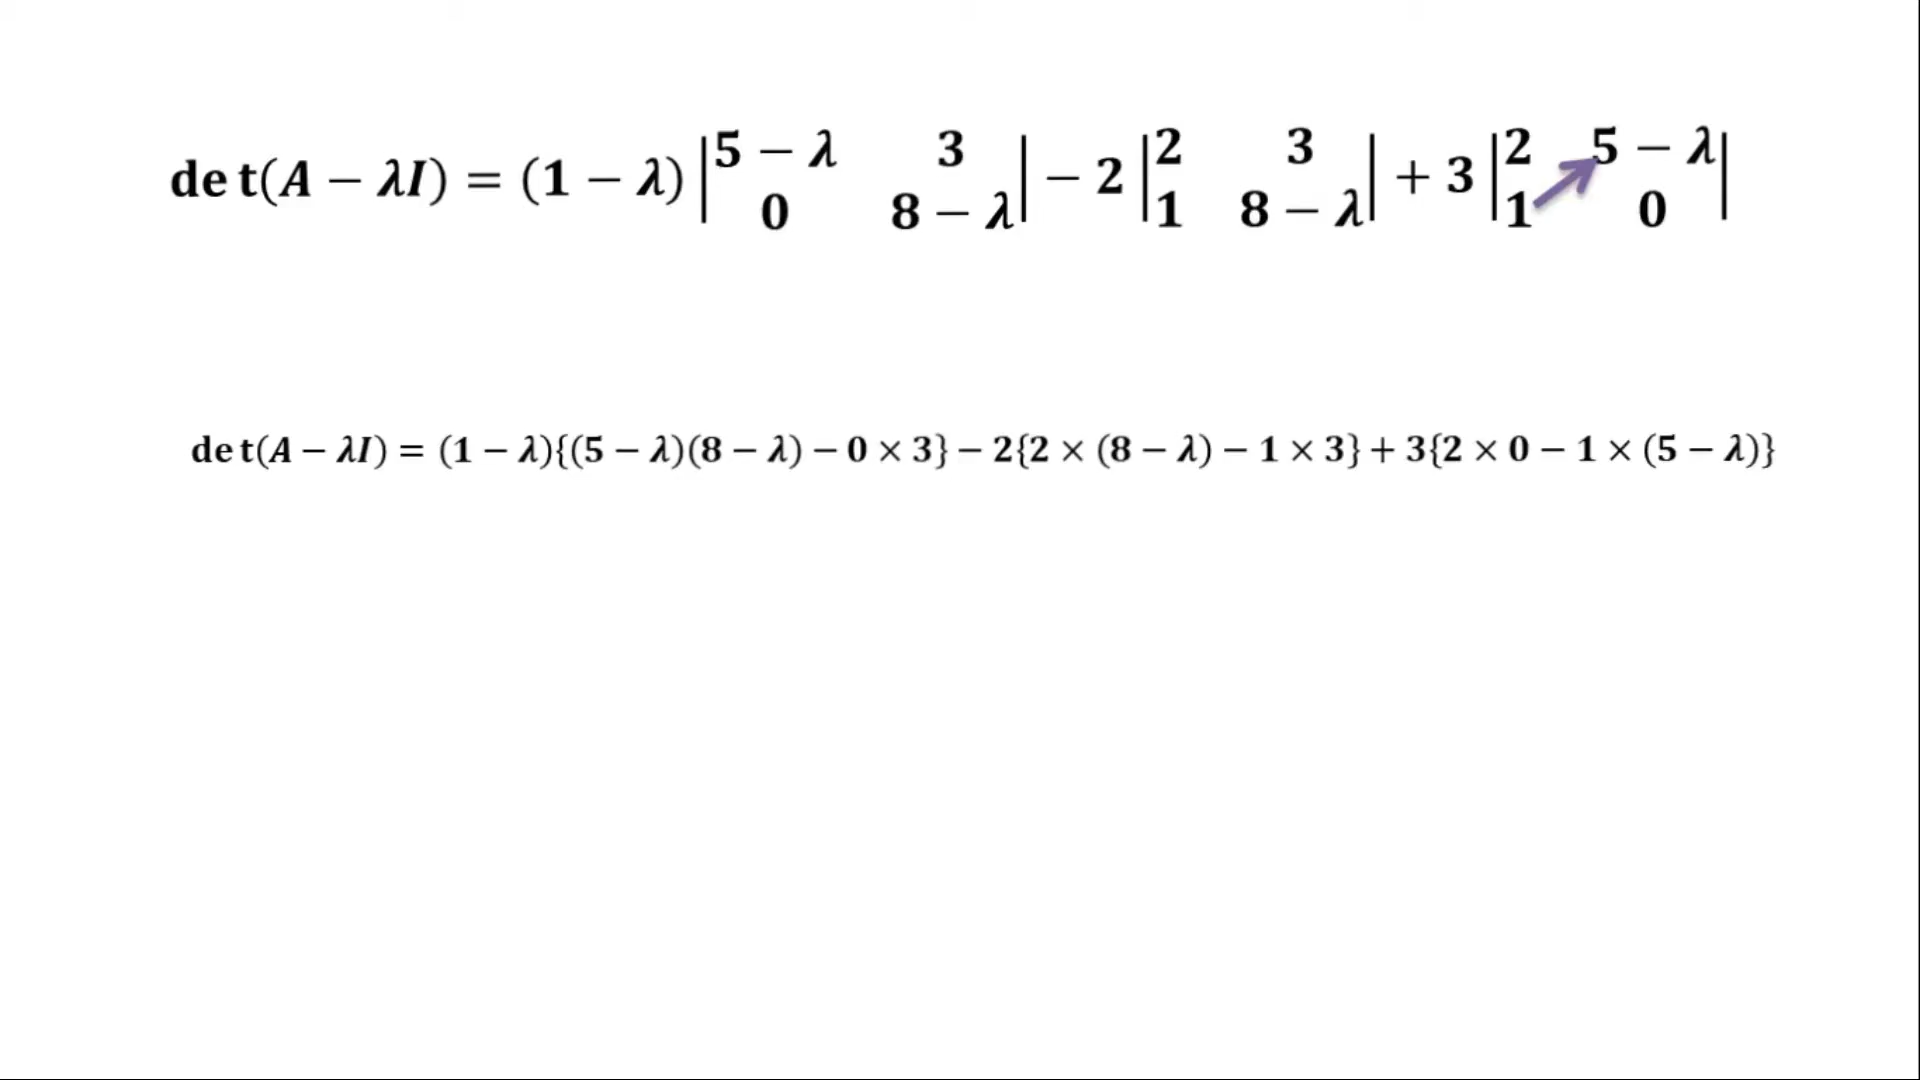 det(A − λI) = (1 − λ) |5 − λ 3; 0 8 − λ| − 2 |2 3; 1 8 − λ| + 3 |2 5 − λ; 1 0|
det(A − λI) = (1 − λ){(5 − λ)(8 − λ) − 0 × 3} − 2{2 × (8 − λ) − 1 × 3} + 3{2 × 0 − 1 × (5 − λ)}